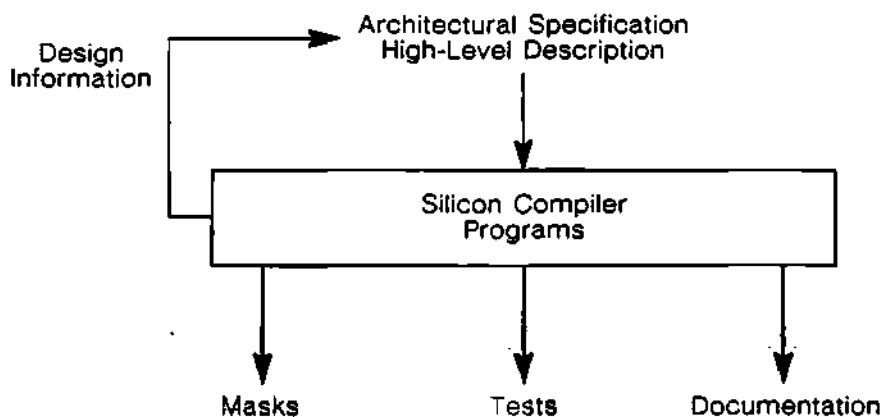 Architectural Specification
High-Level Description
Design
Information
Silicon Compiler
Programs
Masks
Tests
Documentation